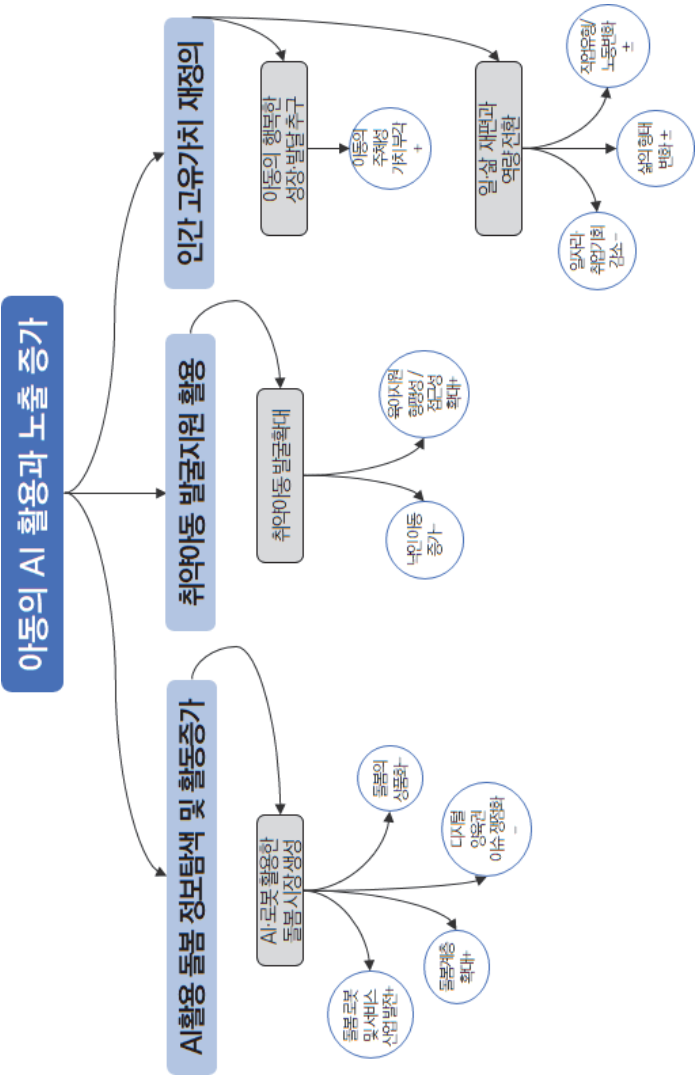 아동의 AI 활용과 노출 증가
AI활용 돌봄 정보탐색 및 활동증가
취약아동 발굴지원 활용
인간 고유가치 재정의
AI·로봇 활용한
돌봄 시장 생성
취약아동 발굴확대
아동의 행복한
성장·발달 추구
일·삶 재편과
역량 전환
돌봄 로봇
및 서비스
산업 발전+
돌봄계층
확대+
디지털
양육권
이슈 쟁점화
-
돌봄의
상품화-
낙인 아동
증가-
육아지원
형평성 /
접근성
확대+
아동의
주체성
가치 부각
+
일자리
취업기회
감소-
삶의 형태
변화 ±
직업유형/
노동변화
±